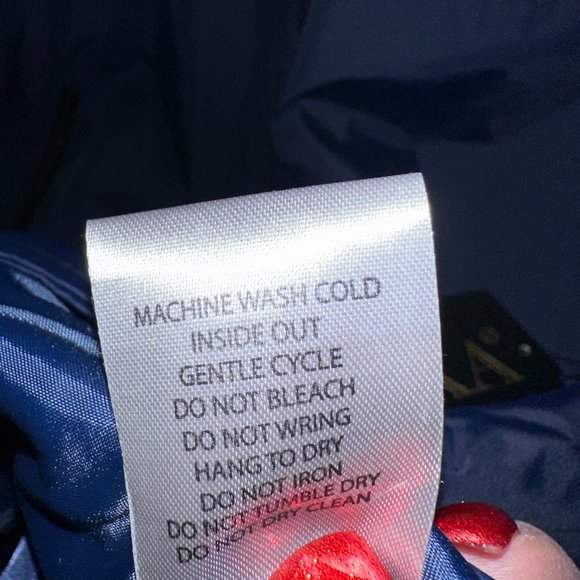 MACHINE WASH COLD
INSIDE OUT
GENTLE CYCLE
DO NOT BLEACH
DO NOT WRING
HANG TO DRY
DO NOT IRON
DO NOT TUMBLE DRY
DO NOT DRY CLEAN